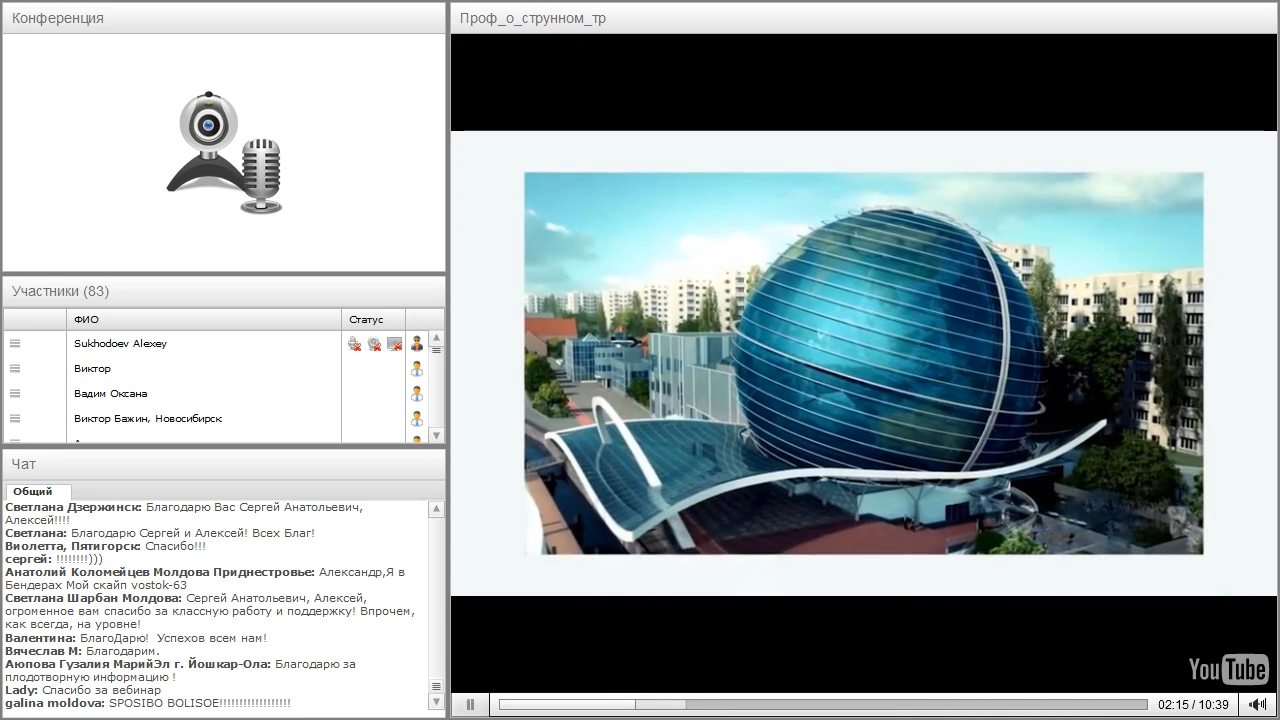 Конференция
Проф_о_струнном_тр
Участники (83)
ФИО
Статус
Sukhodoev Alexey
Виктор
Вадим Оксана
Виктор Бажин, Новосибирск
Чат
Общий
Светлана Дзержинск: Благодарю Вас Сергей Анатольевич,
Алексей!!!!
Светлана: Благодарю Сергей и Алексей! Всех Благ!
Виолетта, Пятигорск: Спасибо!!!
сергей: !!!!!!!!)))
Анатолий Коломейцев Молдова Приднестровье: Александр,Я в
Бендерах Мой скайп vostok-63
Светлана Шарбан Молдова: Сергей Анатольевич, Алексей,
огроменное вам спасибо за классную работу и поддержку! Впрочем,
как всегда, на уровне!
Валентина: БлагоДарю! Успехов всем нам!
Вячеслав М: Благодарим.
Аюпова Гузалия МарийЭл г. Йошкар-Ола: Благодарю за
плодотворную информацию !
Lady: Спасибо за вебинар
galina moldova: SPOSIBO BOLISOE!!!!!!!!!!!!!!!!!!
YouTube
02:15 / 10:39